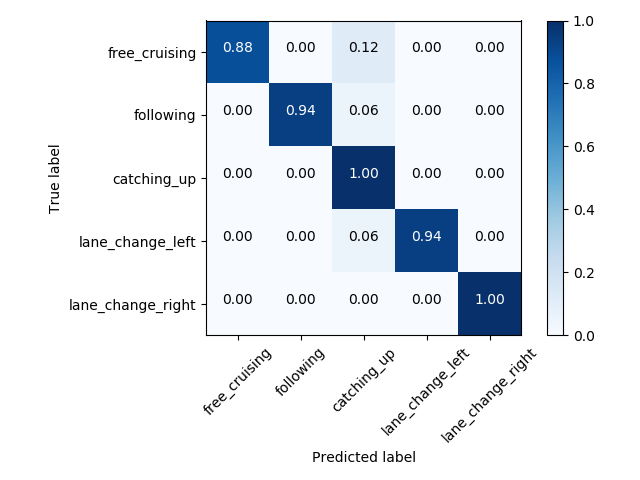 free_cruising 0.88 0.00 0.12 0.00 0.00
following 0.00 0.94 0.06 0.00 0.00
catching_up 0.00 0.00 1.00 0.00 0.00
lane_change_left 0.00 0.00 0.06 0.94 0.00
lane_change_right 0.00 0.00 0.00 0.00 1.00
True label
free_cruising following catching_up lane_change_left lane_change_right
Predicted label
1.0
0.8
0.6
0.4
0.2
0.0